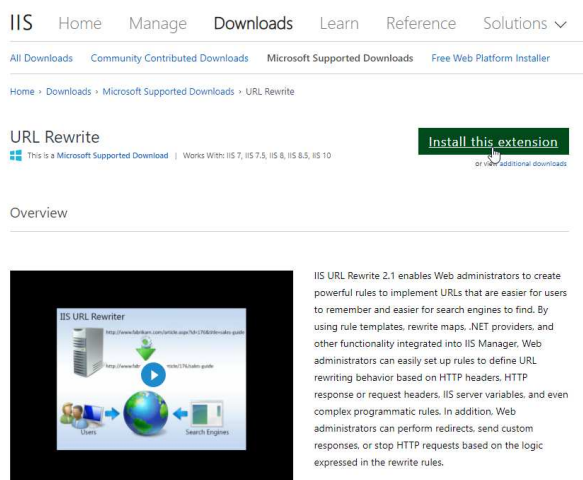 IIS Home Manage Downloads Learn Reference Solutions
All Downloads Community Contributed Downloads Microsoft Supported Downloads Free Web Platform Installer
Home › Downloads › Microsoft Supported Downloads › URL Rewrite
URL Rewrite
Install this extension
This is a Microsoft Supported Download | Works With: IIS 7, IIS 7.5, IIS 8, IIS 8.5, IIS 10
or view additional downloads
Overview
IIS URL Rewriter
Users
Search Engines
IIS URL Rewrite 2.1 enables Web administrators to create
powerful rules to implement URLs that are easier for users
to remember and easier for search engines to find. By
using rule templates, rewrite maps, .NET providers, and
other functionality integrated into IIS Manager, Web
administrators can easily set up rules to define URL
rewriting behavior based on HTTP headers, HTTP
response or request headers, IIS server variables, and even
complex programmatic rules. In addition, Web
administrators can perform redirects, send custom
responses, or stop HTTP requests based on the logic
expressed in the rewrite rules.